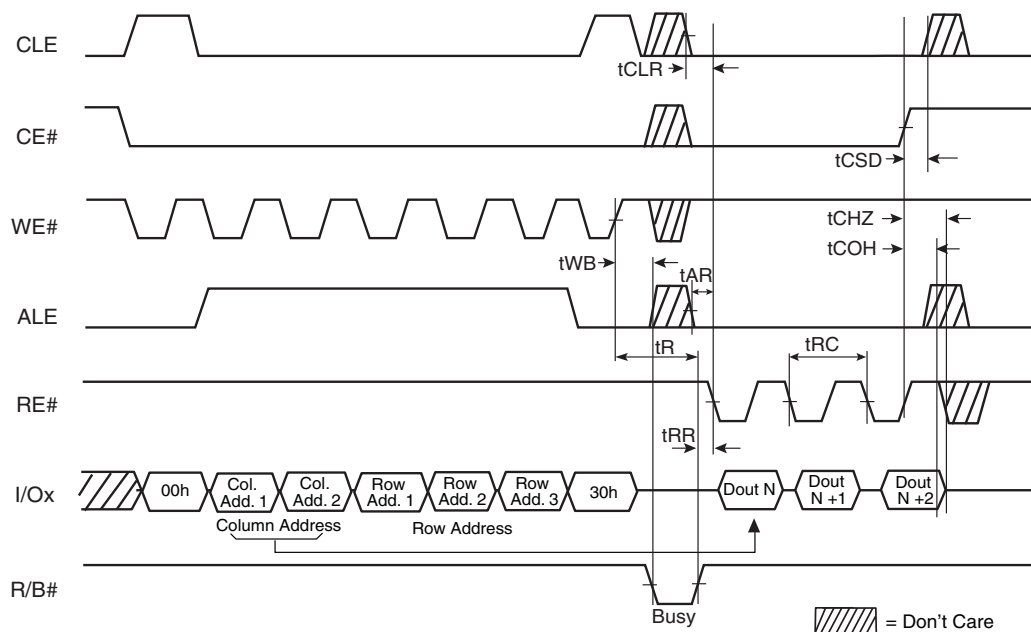 CLE
tCLR
CE#
tCSD
WE#
tCHZ
tCOH
tWB
tAR
ALE
tR
tRC
RE#
tRR
I/Ox
00h
Col.
Add. 1
Col.
Add. 2
Row
Add. 1
Row
Add. 2
Row
Add. 3
30h
Dout N
Dout
N +1
Dout
N +2
Column Address
Row Address
R/B#
Busy
= Don't Care